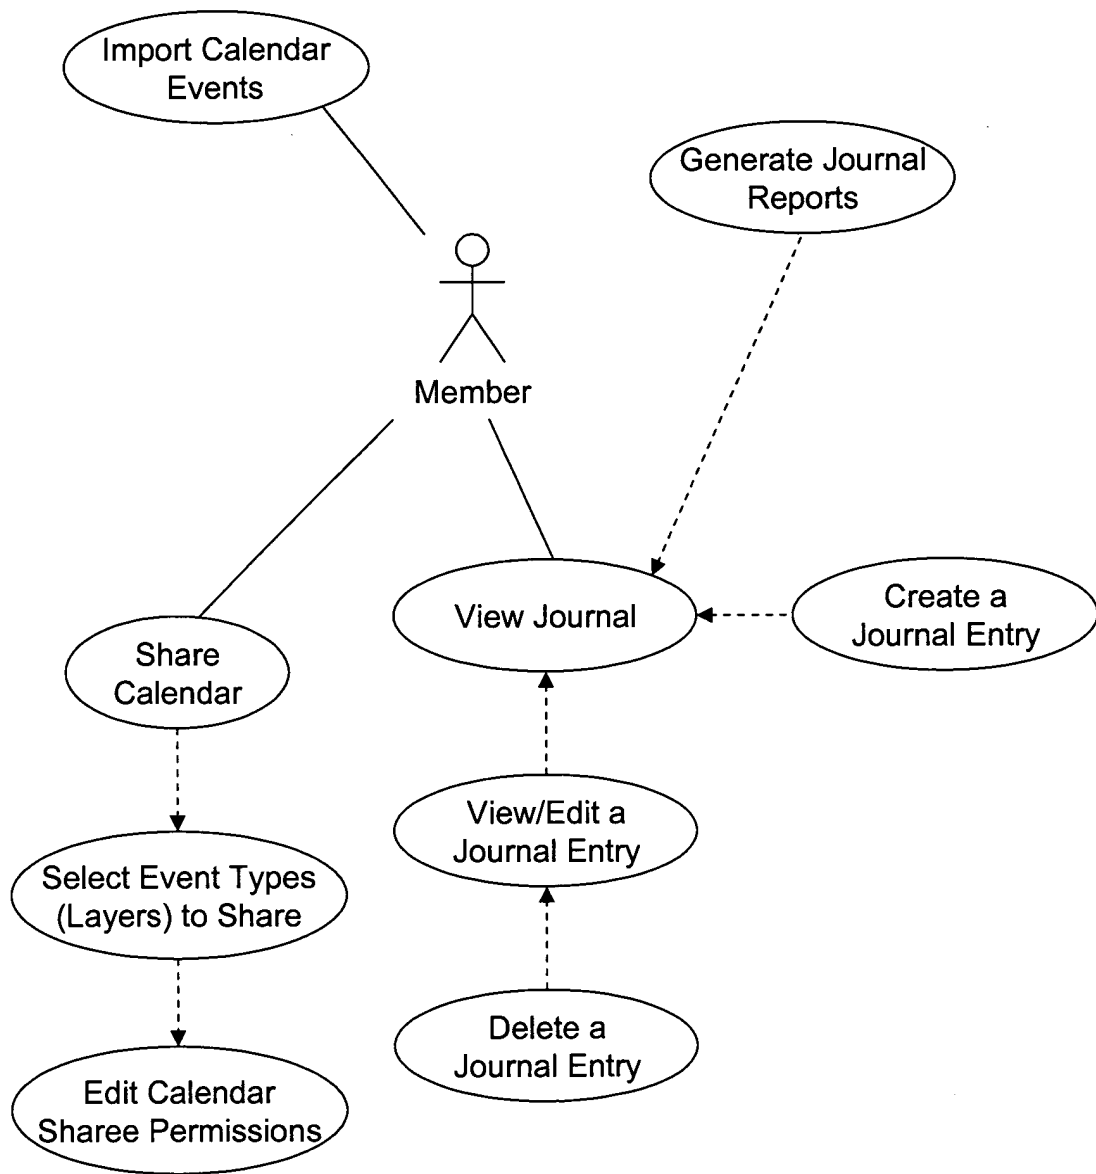 Import Calendar
Events
Generate Journal
Reports
Member
View Journal
Create a
Journal Entry
Share
Calendar
View/Edit a
Journal Entry
Select Event Types
(Layers) to Share
Delete a
Journal Entry
Edit Calendar
Sharee Permissions